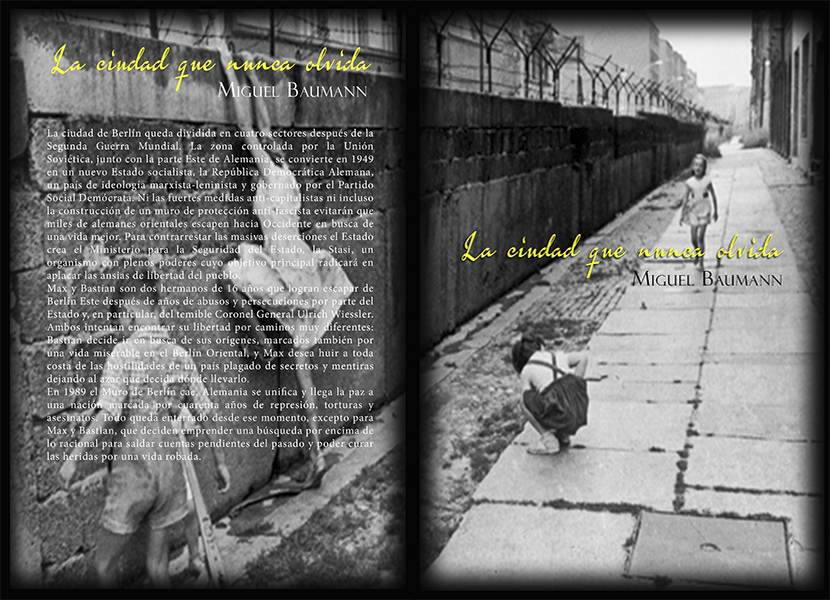 La ciudad que nunca olvida
MIGUEL BAUMANN
La ciudad de Berlín queda dividida en cuatro sectores después de la
Segunda Guerra Mundial. La zona controlada por la Unión
Soviética, junto con la parte Este de Alemania, se convierte en 1949
en un nuevo Estado socialista, la República Democrática Alemana,
un país de ideología marxista-leninista y gobernado por el Partido
Social Demócrata. Ni las fuertes medidas anti-capitalistas ni incluso
la construcción de un muro de protección anti-fascista evitarán que
miles de alemanes orientales escapen hacia Occidente en busca de
una vida mejor. Para contrarrestar las masivas deserciones el Estado
crea el Ministerio para la Seguridad del Estado, la Stasi, un
organismo con plenos poderes cuyo objetivo principal radicará en
aplacar las ansias de libertad del pueblo.
Max y Bastian son dos hermanos de 16 años que logran escapar de
Berlín Este después de años de abusos y persecuciones por parte del
Estado y, en particular, del temible Coronel General Ulrich Wiessler.
Ambos intentan encontrar su libertad por caminos muy diferentes:
Bastian decide ir en busca de sus orígenes, marcados también por
una vida miserable en el Berlín Oriental, y Max desea huir a toda
costa de las hostilidades de un país plagado de secretos y mentiras
dejando al azar que decida dónde llevarlo.
En 1989 el Muro de Berlín cae. Alemania se unifica y llega la paz a
una nación marcada por cuarenta años de represión, torturas y
asesinatos. Todo queda enterrado desde ese momento, excepto para
Max y Bastian, que deciden emprender una búsqueda por encima de
lo racional para saldar cuentas pendientes del pasado y poder curar
las heridas por una vida robada.
La ciudad que nunca olvida
MIGUEL BAUMANN